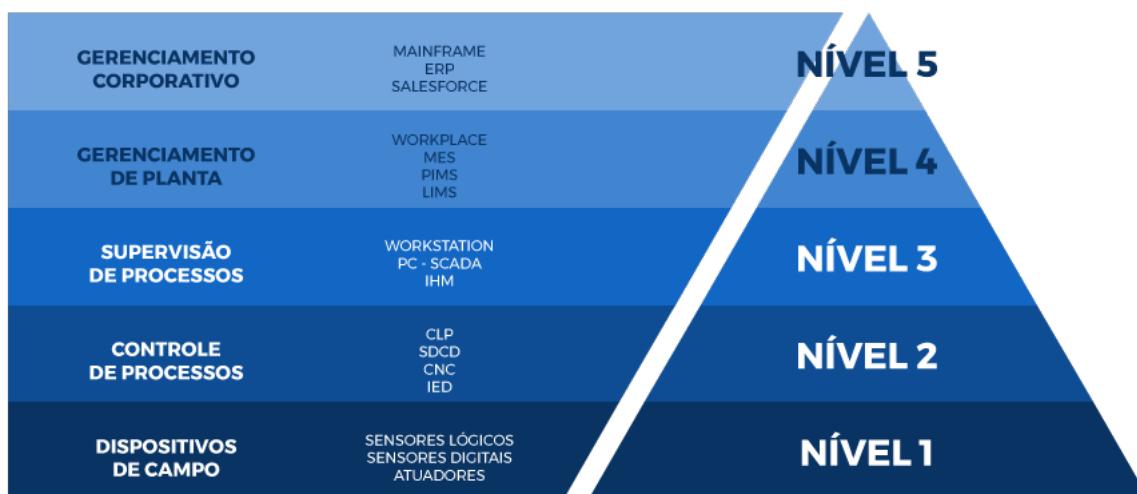 GERENCIAMENTO
CORPORATIVO
MAINFRAME
ERP
SALESFORCE
NÍVEL 5
GERENCIAMENTO
DE PLANTA
WORKPLACE
MES
PIMS
LIMS
NÍVEL 4
SUPERVISÃO
DE PROCESSOS
WORKSTATION
PC - SCADA
IHM
NÍVEL 3
CONTROLE
DE PROCESSOS
CLP
SDCD
CNC
IED
NÍVEL 2
DISPOSITIVOS
DE CAMPO
SENSORES LÓGICOS
SENSORES DIGITAIS
ATUADORES
NÍVEL 1